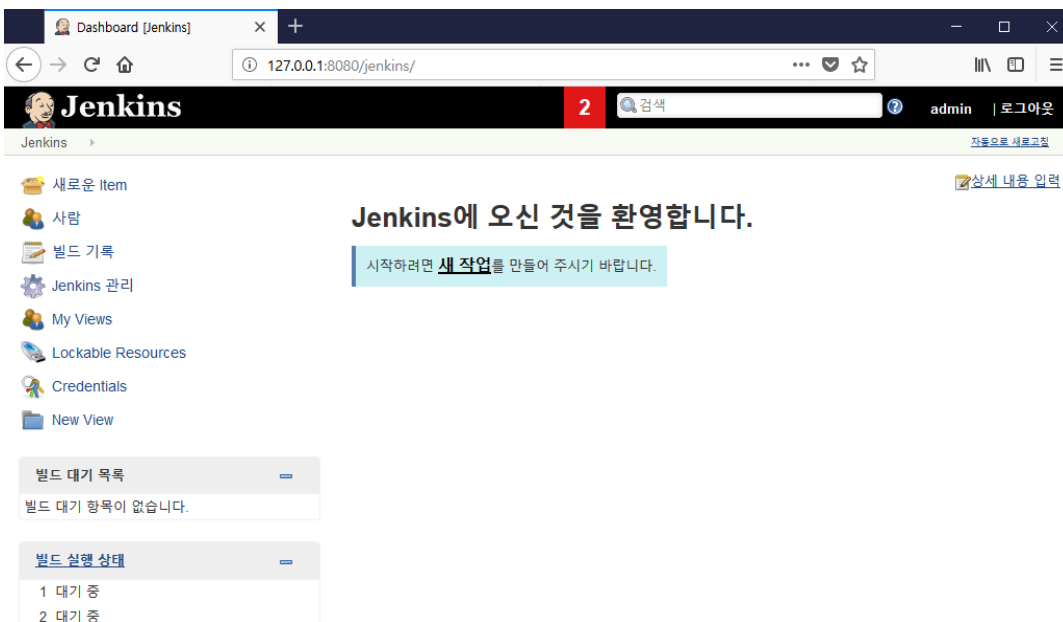 Dashboard [Jenkins]
127.0.0.1:8080/jenkins/
Jenkins 2 검색 admin | 로그아웃
Jenkins 자동으로 새로고침
상세 내용 입력
새로운 Item
사람
빌드 기록
Jenkins 관리
My Views
Lockable Resources
Credentials
New View
Jenkins에 오신 것을 환영합니다.
시작하려면 새 작업를 만들어 주시기 바랍니다.
빌드 대기 목록
빌드 대기 항목이 없습니다.
빌드 실행 상태
1 대기 중
2 대기 중